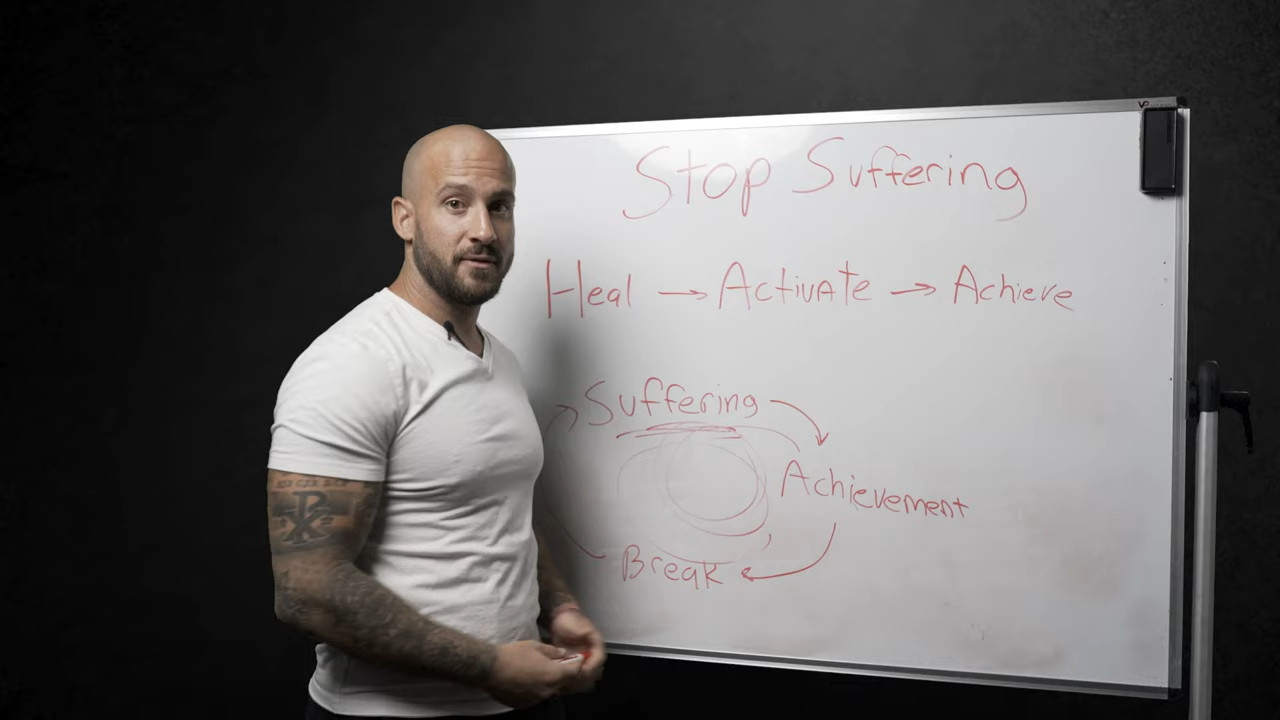 Stop Suffering
Heal → Activate → Achieve
Suffering
Achievement
Break